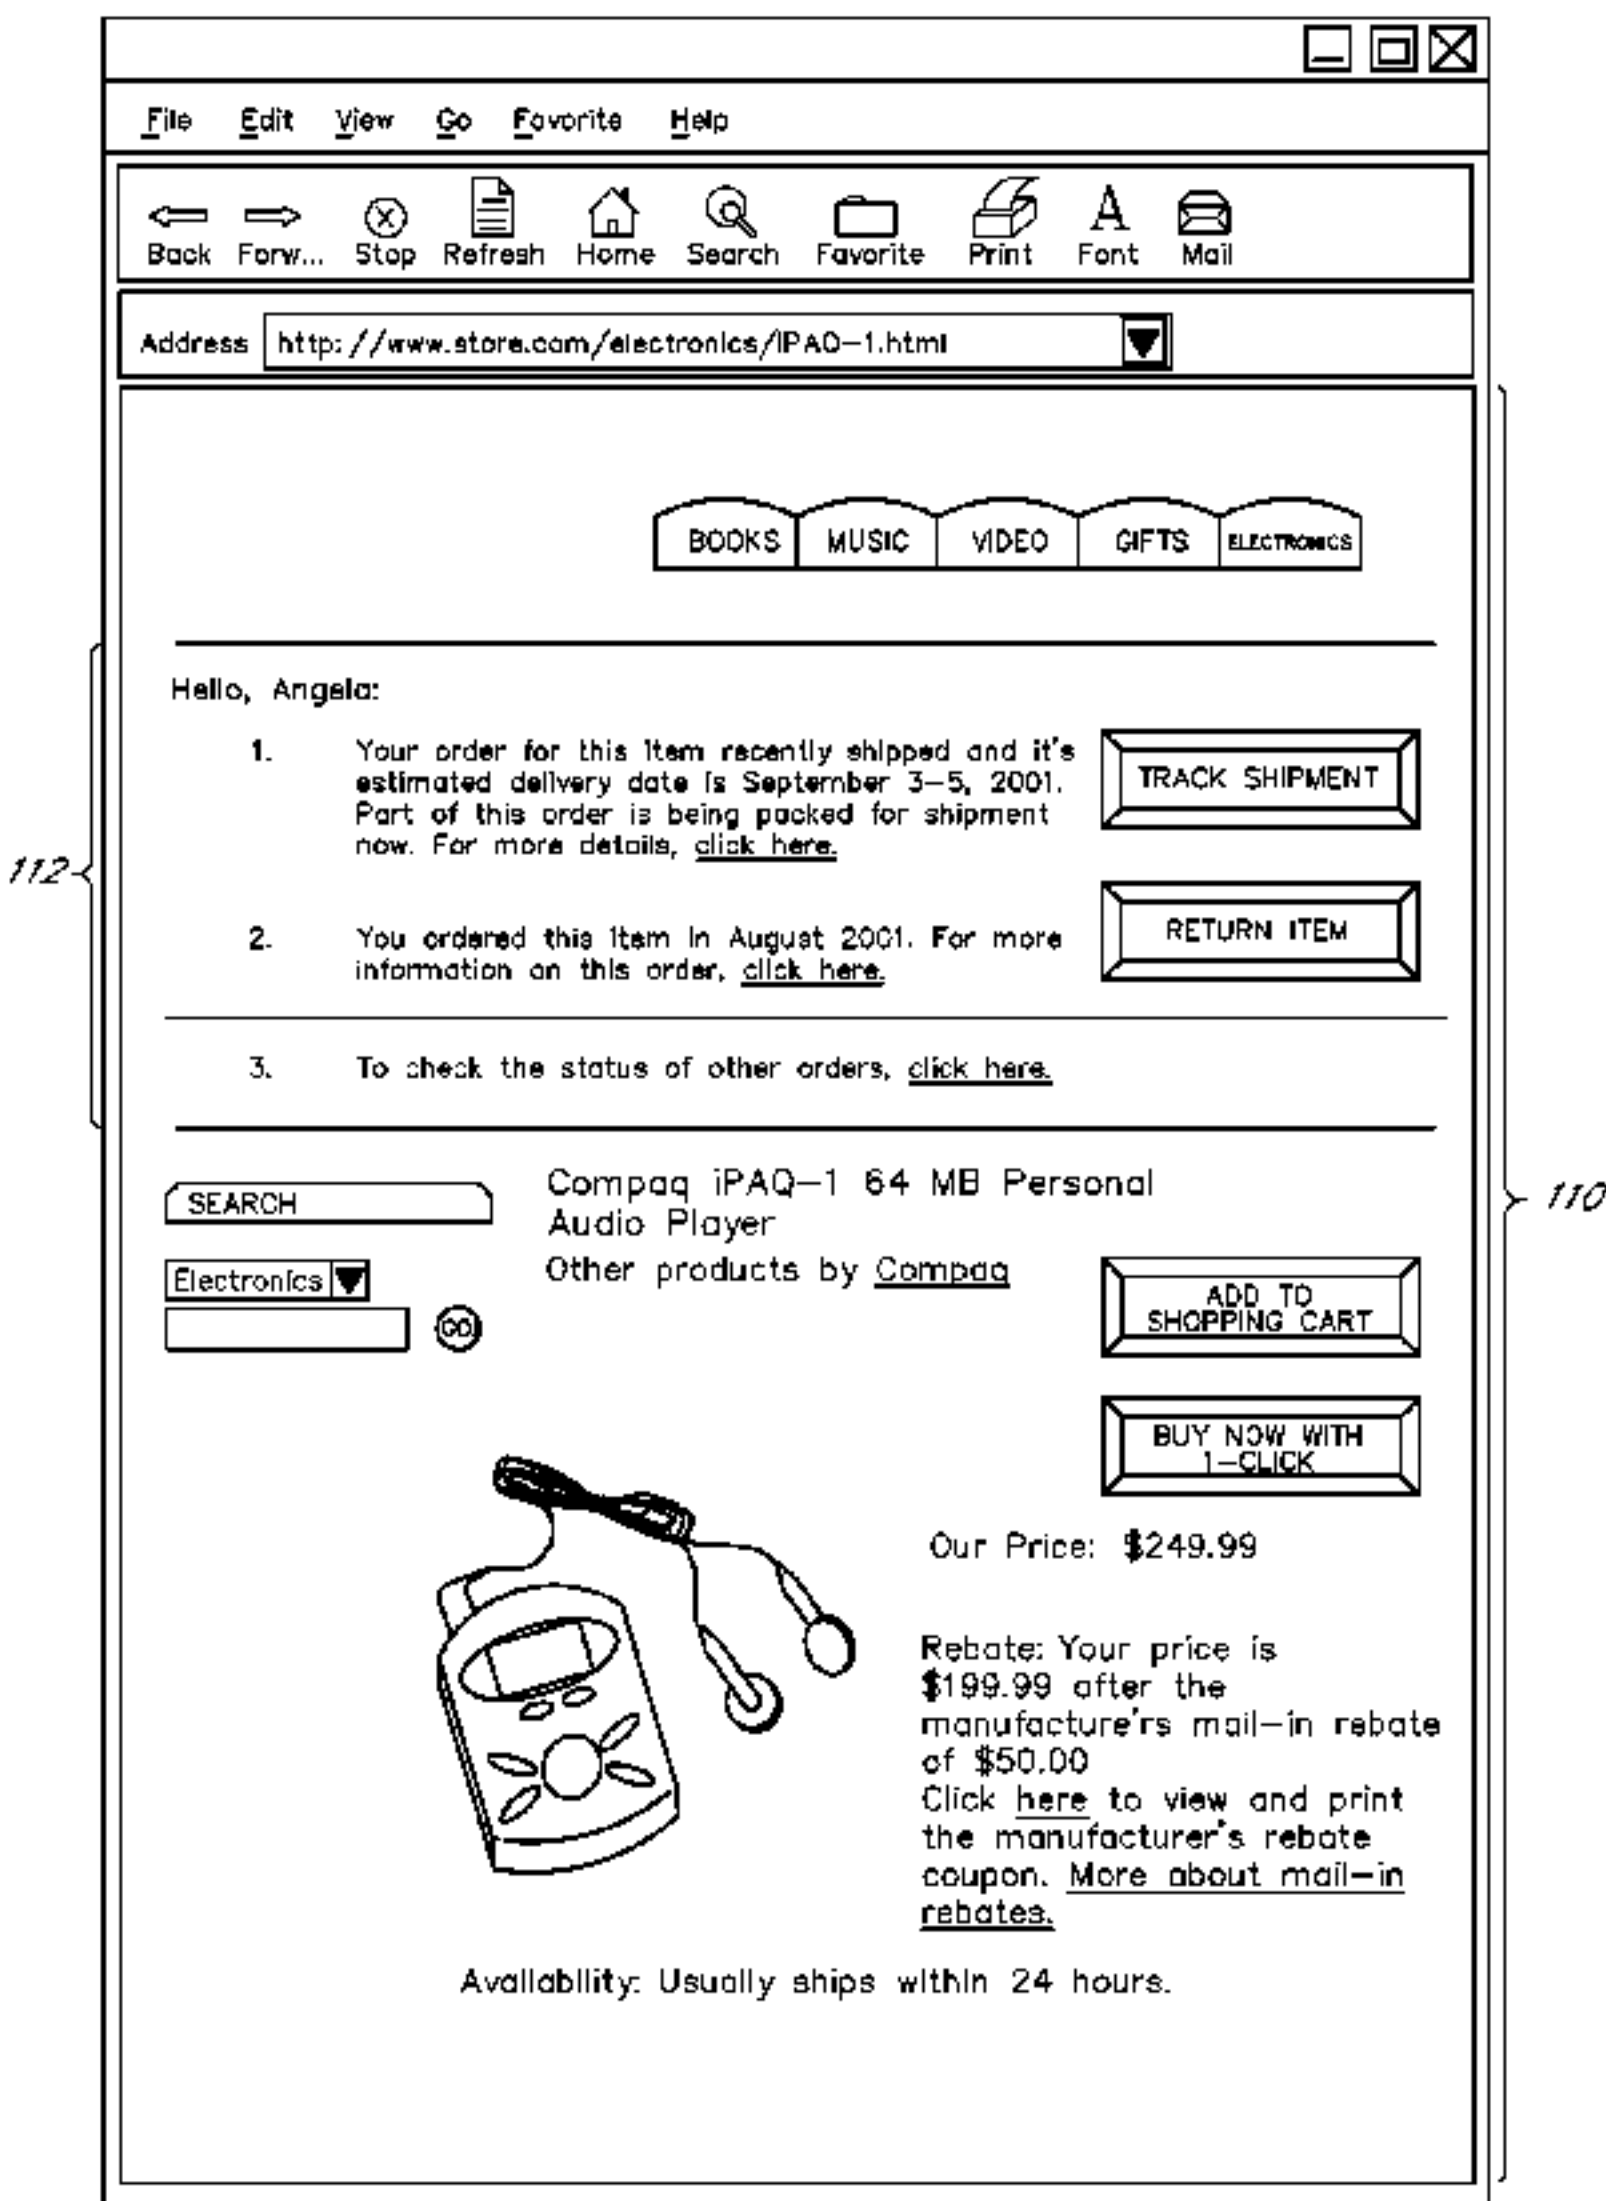 File Edit View Go Favorite Help
Back Forw... Stop Refresh Home Search Favorite Print Font Mail
Address http://www.store.com/electronics/IPAQ-1.html
BOOKS MUSIC VIDEO GIFTS ELECTRONICS
Hello, Angela:
1. Your order for this item recently shipped and it's
estimated delivery date is September 3-5, 2001.
Part of this order is being packed for shipment
now. For more details, click here.
TRACK SHIPMENT
2. You ordered this item in August 2001. For more
information on this order, click here.
RETURN ITEM
112
3. To check the status of other orders, click here.
SEARCH
Electronics
GO
Compaq iPAQ-1 64 MB Personal
Audio Player
Other products by Compaq
110
ADD TO
SHOPPING CART
BUY NOW WITH
1-CLICK
Our Price: $249.99
Rebate: Your price is
$199.99 after the
manufacture'rs mail-in rebate
of $50.00
Click here to view and print
the manufacturer's rebate
coupon. More about mail-in
rebates.
Availability: Usually ships within 24 hours.